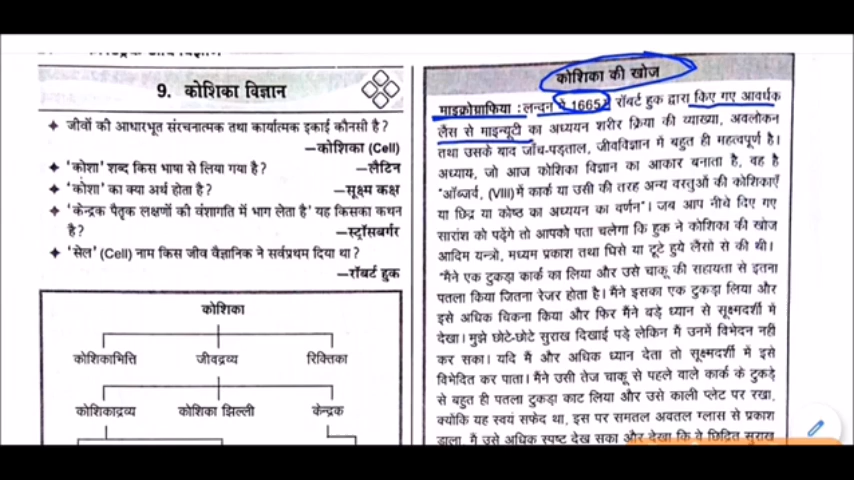 9. कोशिका विज्ञान
✦ जीवों की आधारभूत संरचनात्मक तथा कार्यात्मक इकाई कौनसी है?
—कोशिका (Cell)
✦ 'कोशा' शब्द किस भाषा से लिया गया है? —लैटिन
✦ 'कोशा' का क्या अर्थ होता है? —सूक्ष्म कक्ष
✦ 'केन्द्रक पैतृक लक्षणों की वंशागति में भाग लेता है' यह किसका कथन
है? —स्ट्रॉसबर्गर
✦ 'सेल' (Cell) नाम किस जीव वैज्ञानिक ने सर्वप्रथम दिया था?
—रॉबर्ट हुक
कोशिका
कोशिकाभित्ति जीवद्रव्य रिक्तिका
कोशिकाद्रव्य कोशिका झिल्ली केन्द्रक
कोशिका की खोज
माइक्रोग्राफिया : लन्दन में 1665 रॉबर्ट हुक द्वारा किए गए आवर्धक
लैस से माइन्यूटी का अध्ययन शरीर क्रिया की व्याख्या, अवलोकन
तथा उसके बाद जाँच-पड़ताल, जीवविज्ञान में बहुत ही महत्वपूर्ण है।
अध्याय, जो आज कोशिका विज्ञान का आकार बनाता है, वह है
"ऑब्जर्व, (VIII) में कार्क या उसी की तरह अन्य वस्तुओं की कोशिकाएँ
या छिद्र या कोष्ठ का अध्ययन का वर्णन"। जब आप नीचे दिए गए
सारांश को पढ़ेंगे तो आपको पता चलेगा कि हुक ने कोशिका की खोज
आदिम यन्त्रो, मध्यम प्रकाश तथा घिसे या टूटे हुये लैसो से की थी।
"मैंने एक टुकड़ा कार्क का लिया और उसे चाकू की सहायता से इतना
पतला किया जितना रेजर होता है। मैंने इसका एक टुकड़ा लिया और
इसे अधिक चिकना किया और फिर मैंने बड़े ध्यान से सूक्ष्मदर्शी में
देखा। मुझे छोटे-छोटे सुराख दिखाई पड़े लेकिन मैं उनमें विभेदन नही
कर सका। यदि मैं और अधिक ध्यान देता तो सूक्ष्मदर्शी में इसे
विभेदित कर पाता। मैंने उसी तेज चाकू से पहले वाले कार्क के टुकड़े
से बहुत ही पतला टुकड़ा काट लिया और उसे काली प्लेट पर रखा,
क्योंकि यह स्वयं सफेद था, इस पर समतल अवतल ग्लास से प्रकाश
डाला, मैं उसे अधिक स्पष्ट देख सका और देखा कि वे छिद्रित सुराख